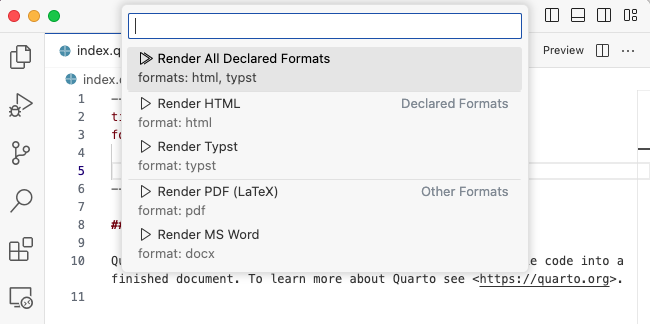 index.q
Preview
Render All Declared Formats
formats: html, typst
index.
Render HTML Declared Formats
format: html
Render Typst
format: typst
Render PDF (LaTeX) Other Formats
format: pdf
Render MS Word
format: docx
1 --
2 ti
3 fo
4
5
6 --
7
8 ##
9
10 Qu e code into a
finished document. To learn more about Quarto see <https://quarto.org>.
11